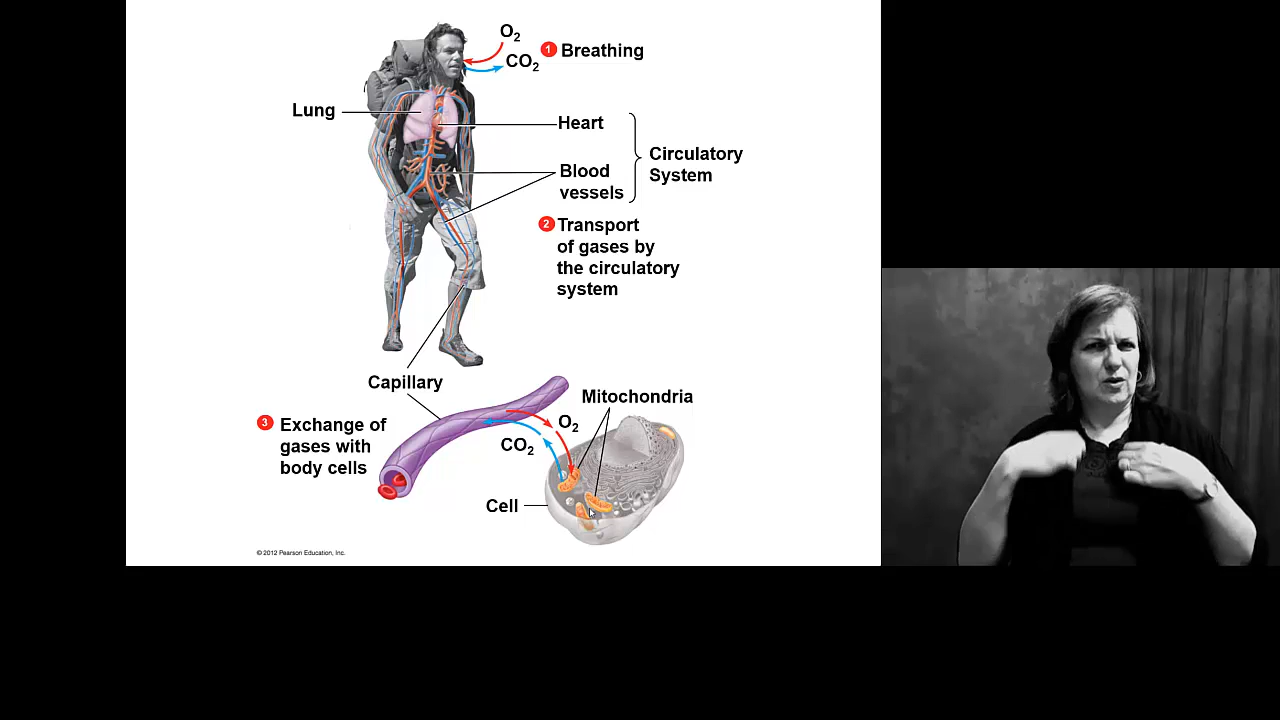 O2
CO2
1 Breathing
Lung
Heart
Circulatory
System
Blood
vessels
2 Transport
of gases by
the circulatory
system
Capillary
Mitochondria
3 Exchange of
gases with
body cells
O2
CO2
Cell
© 2012 Pearson Education, Inc.